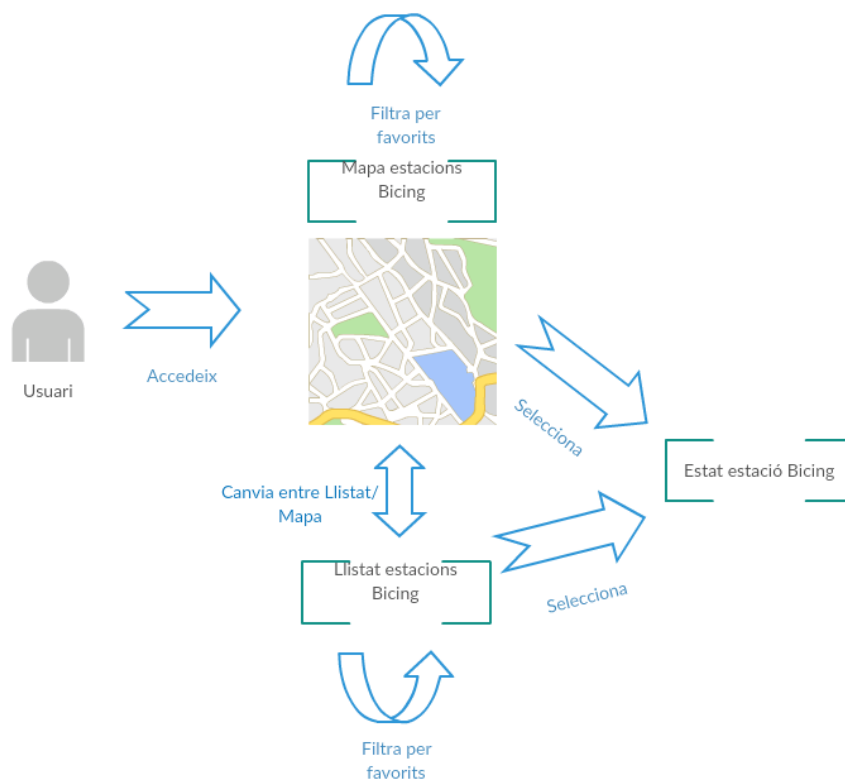 Filtra per
favorits
Mapa estacions
Bicing
Accedeix
Usuari
Selecciona
Estat estació Bicing
Canvia entre Llistat/
Mapa
Llistat estacions
Bicing
Selecciona
Filtra per
favorits